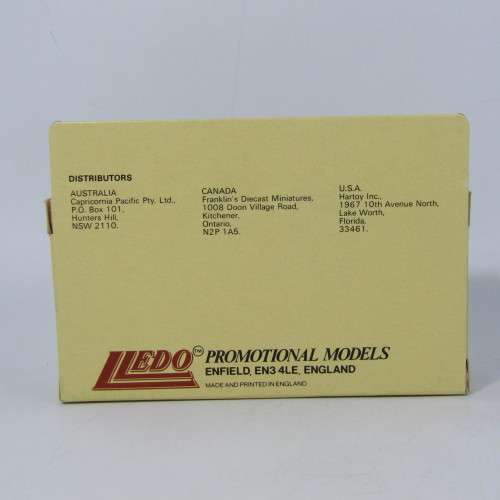 DISTRIBUTORS
AUSTRALIA
Capricornia Pacific Pty. Ltd.,
P.O. Box 101,
Hunters Hill,
NSW 2110.
CANADA
Franklin's Diecast Miniatures,
1008 Doon Village Road,
Kitchener,
Ontario,
N2P 1A5.
U.S.A.
Hartoy Inc.,
1967 10th Avenue North,
Lake Worth,
Florida,
33461.
LLEDO™ PROMOTIONAL MODELS
ENFIELD, EN3 4LE, ENGLAND
MADE AND PRINTED IN ENGLAND